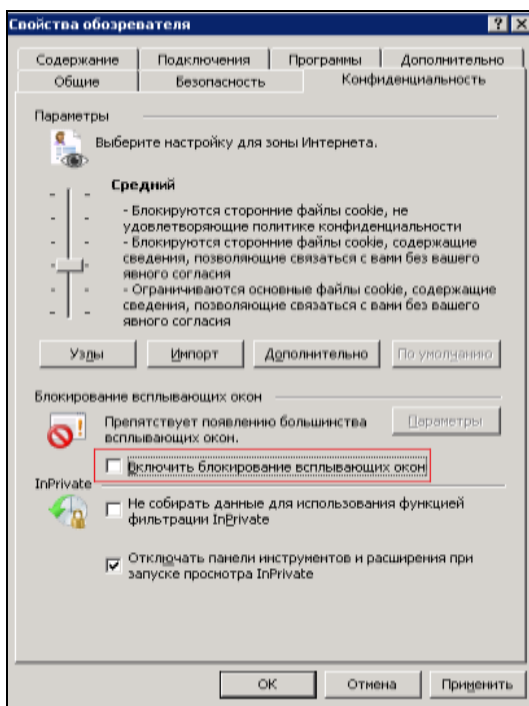 Свойства обозревателя
Содержание Подключения Программы Дополнительно
Общие Безопасность Конфиденциальность
Параметры
Выберите настройку для зоны Интернета.
Средний
- Блокируются сторонние файлы cookie, не
удовлетворяющие политике конфиденциальности
- Блокируются сторонние файлы cookie, содержащие
сведения, позволяющие связаться с вами без вашего
явного согласия
- Ограничиваются основные файлы cookie, содержащие
сведения, позволяющие связаться с вами без вашего
явного согласия
Узлы Импорт Дополнительно По умолчанию
Блокирование всплывающих окон
Препятствует появлению большинства
всплывающих окон.
Параметры
Включить блокирование всплывающих окон
InPrivate
Не собирать данные для использования функцией
фильтрации InPrivate
Отключать панели инструментов и расширения при
запуске просмотра InPrivate
ОК Отмена Применить